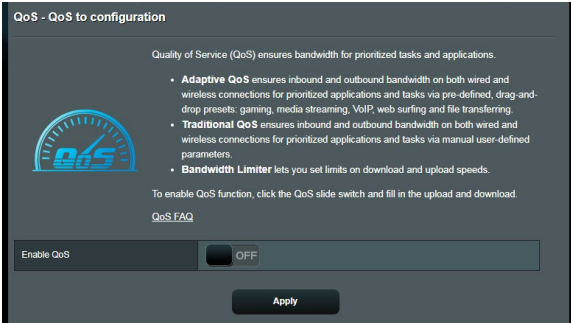 QoS - QoS to configuration
Quality of Service (QoS) ensures bandwidth for prioritized tasks and applications.
• Adaptive QoS ensures inbound and outbound bandwidth on both wired and
wireless connections for prioritized applications and tasks via pre-defined, drag-and-
drop presets: gaming, media streaming, VoIP, web surfing and file transferring.
• Traditional QoS ensures inbound and outbound bandwidth on both wired and
wireless connections for prioritized applications and tasks via manual user-defined
parameters.
• Bandwidth Limiter lets you set limits on download and upload speeds.
QoS
To enable QoS function, click the QoS slide switch and fill in the upload and download.
QoS FAQ
Enable QoS
OFF
Apply